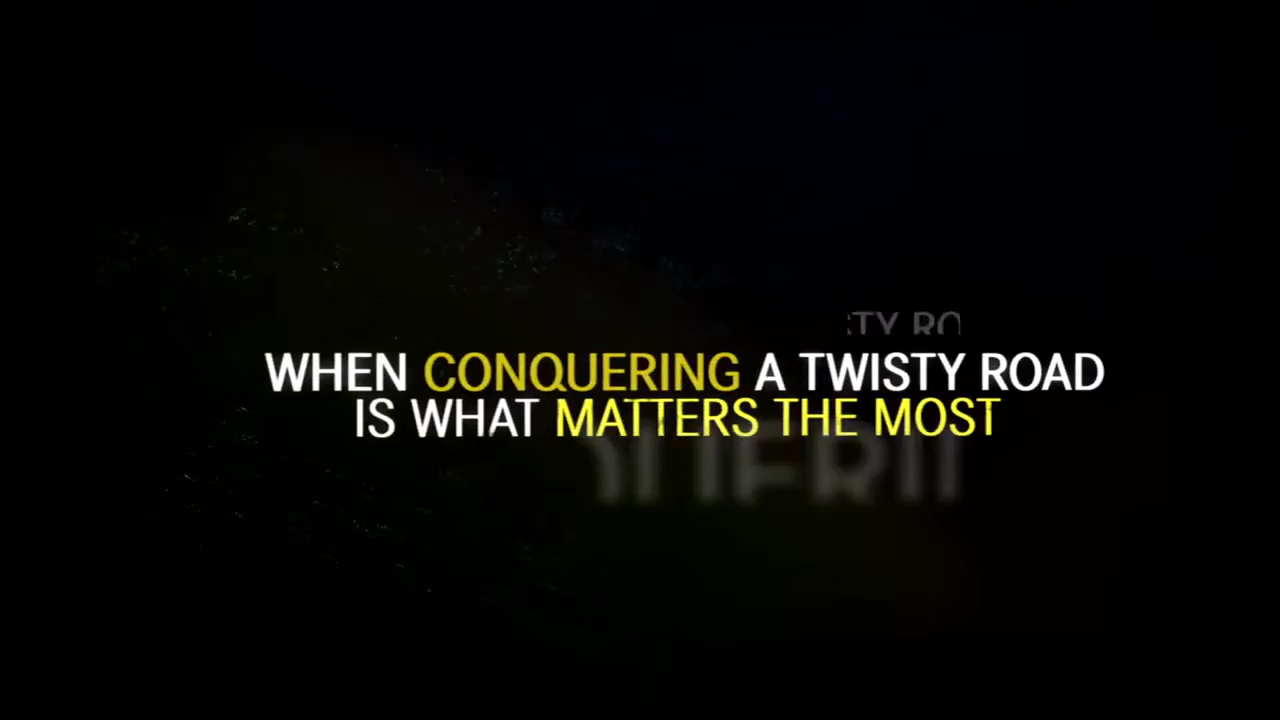 WHEN CONQUERING A TWISTY ROAD
IS WHAT MATTERS THE MOST